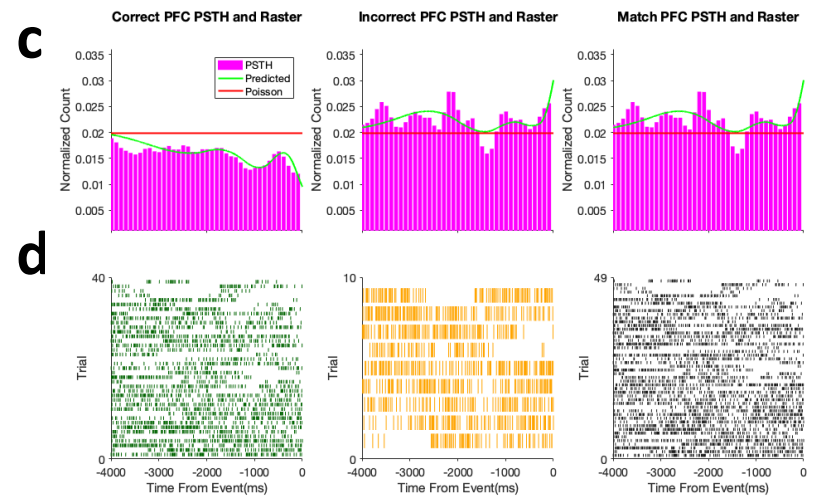 c
Correct PFC PSTH and Raster
Incorrect PFC PSTH and Raster
Match PFC PSTH and Raster
Normalized Count
0.035
0.03
0.025
0.02
0.015
0.01
0.005
PSTH
Predicted
Poisson
Normalized Count
0.035
0.03
0.025
0.02
0.015
0.01
0.005
Normalized Count
0.035
0.03
0.025
0.02
0.015
0.01
0.005
d
Trial
40
0
-4000 -3000 -2000 -1000 0
Time From Event(ms)
Trial
10
0
-4000 -3000 -2000 -1000 0
Time From Event(ms)
Trial
49
0
-4000 -3000 -2000 -1000 0
Time From Event(ms)